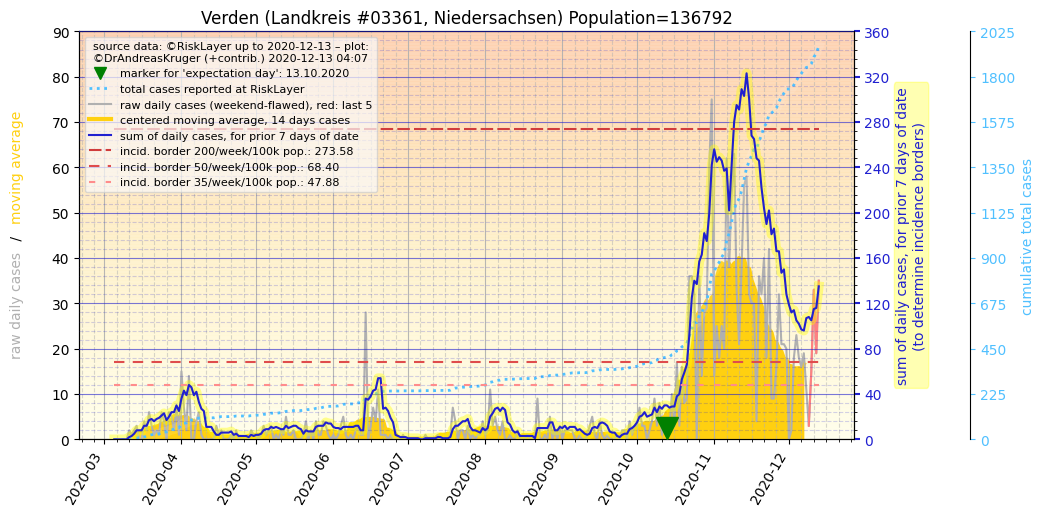 Verden (Landkreis #03361, Niedersachsen) Population=136792
source data: ©RiskLayer up to 2020-12-13 – plot:
©DrAndreasKruger (+contrib.) 2020-12-13 04:07
marker for 'expectation day': 13.10.2020
total cases reported at RiskLayer
raw daily cases (weekend-flawed), red: last 5
centered moving average, 14 days cases
sum of daily cases, for prior 7 days of date
incid. border 200/week/100k pop.: 273.58
incid. border 50/week/100k pop.: 68.40
incid. border 35/week/100k pop.: 47.88
raw daily cases / moving average
90
80
70
60
50
40
30
20
10
0
2020-03
2020-04
2020-05
2020-06
2020-07
2020-08
2020-09
2020-10
2020-11
2020-12
360
320
280
240
200
160
120
80
40
0
sum of daily cases, for prior 7 days of date
(to determine incidence borders)
2025
1800
1575
1350
1125
900
675
450
225
0
cumulative total cases